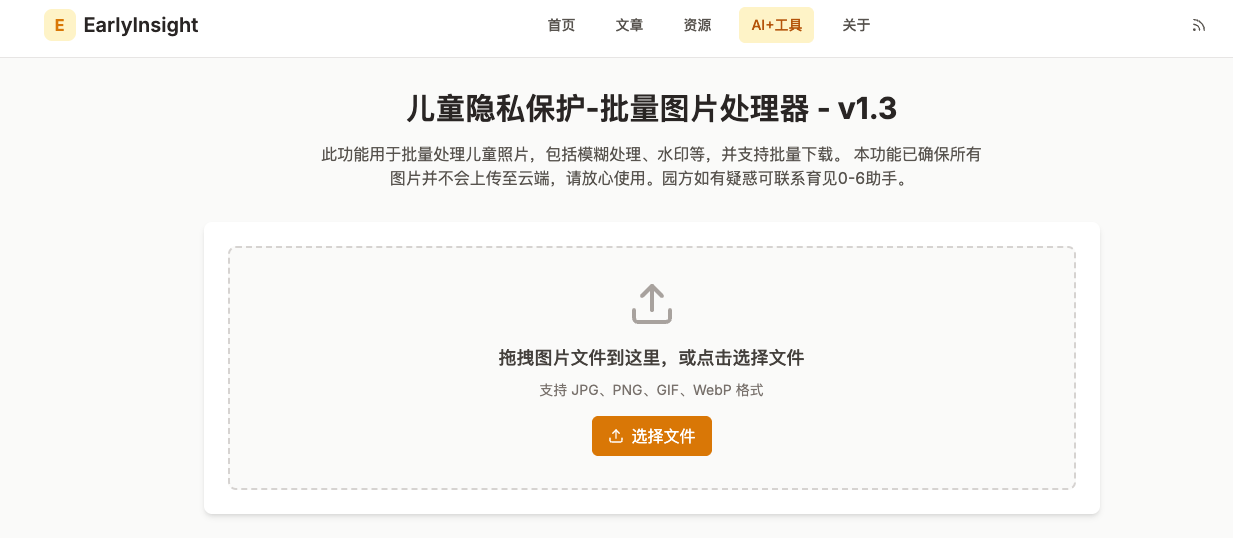 E EarlyInsight 首页 文章 资源 AI+工具 关于
儿童隐私保护-批量图片处理器 - v1.3
此功能用于批量处理儿童照片，包括模糊处理、水印等，并支持批量下载。 本功能已确保所有
图片并不会上传至云端，请放心使用。园方如有疑惑可联系育见0-6助手。
拖拽图片文件到这里，或点击选择文件
支持 JPG、PNG、GIF、WebP 格式
选择文件